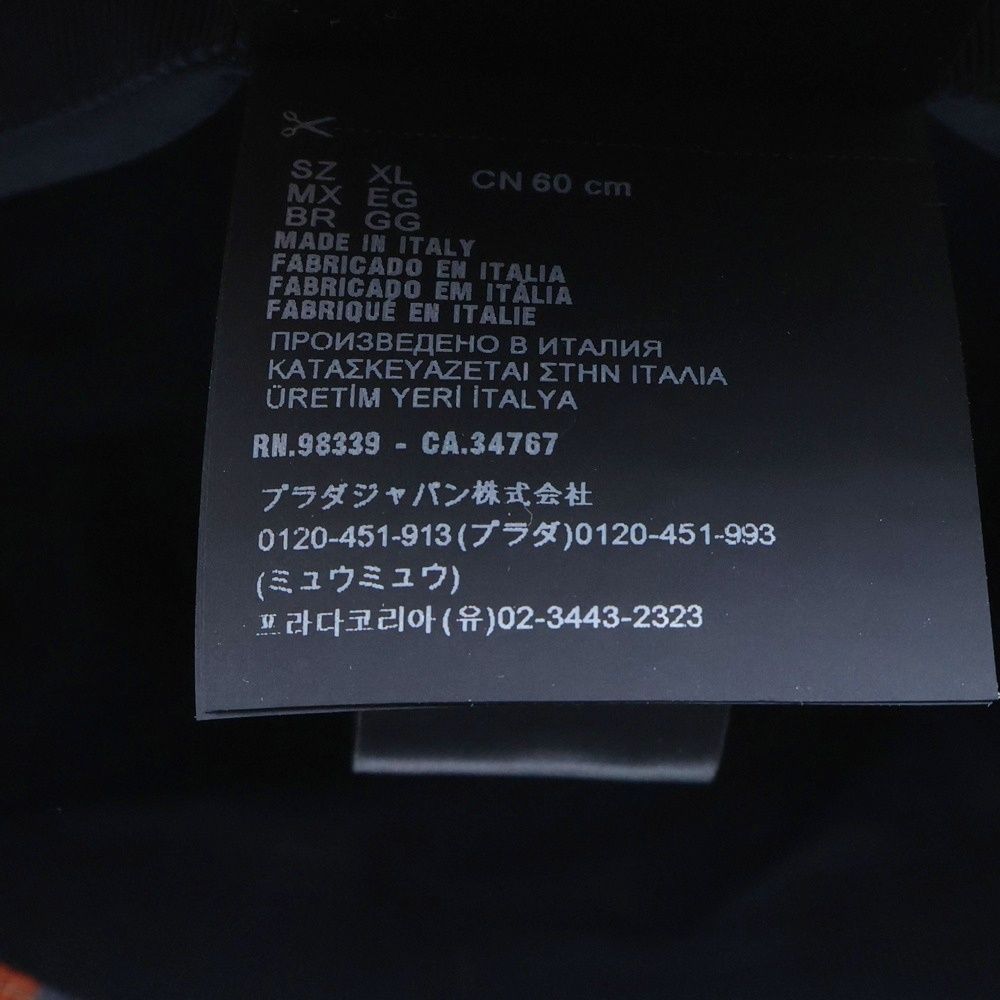 SZ XL CN 60 cm
MX EG
BR GG
MADE IN ITALY
FABRICADO EN ITALIA
FABRICADO EM ITÁLIA
FABRIQUÉ EN ITALIE
ПРОИЗВЕДЕНО В ИТАЛИЯ
ΚΑΤΑΣΚΕΥΑΖΕΤΑΙ ΣΤΗΝ ΙΤΑΛΙΑ
ÜRETİM YERİ İTALYA
RN.98339 - CA.34767
プラダジャパン株式会社
0120-451-913(プラダ)0120-451-993
(ミュウミュウ)
프라다코리아(유)02-3443-2323